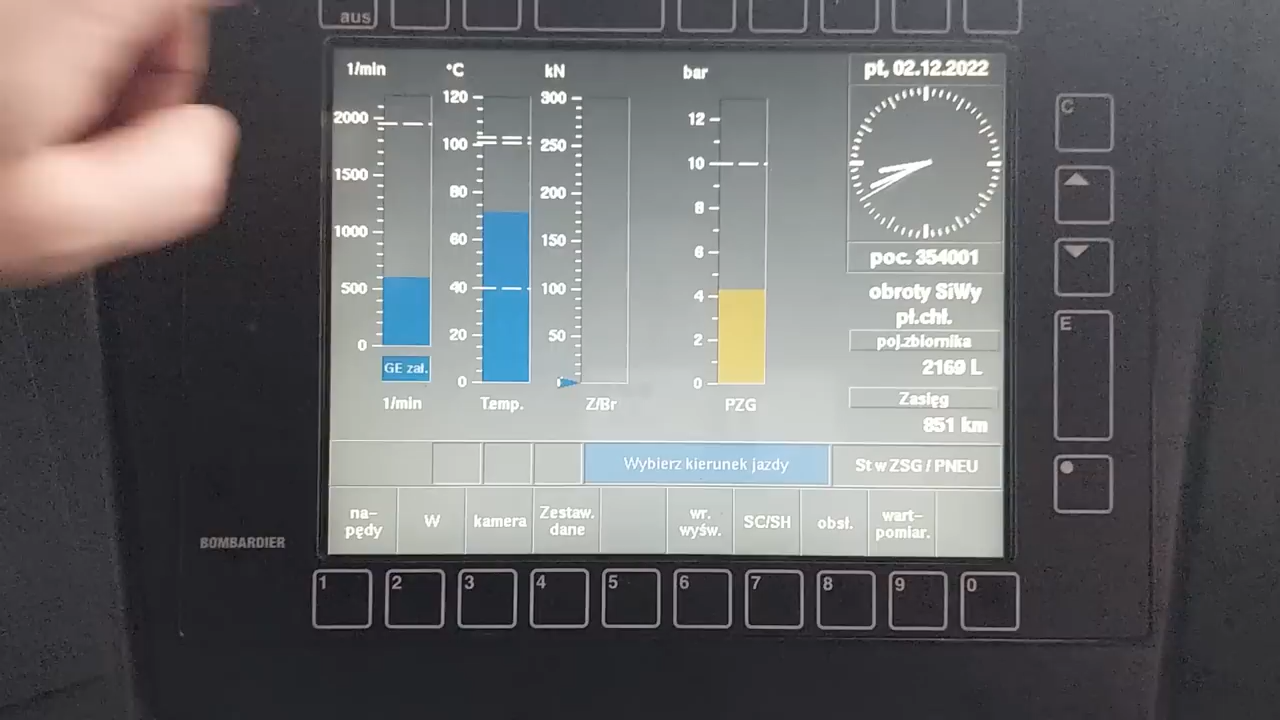 aus
1/min °C kN bar pt, 02.12.2022
2000
1500
1000
500
0
120
100
80
60
40
20
0
300
250
200
150
100
50
12
10
8
6
4
2
0
GE zał.
1/min Temp. Z/Br PZG
poc. 354001
obroty SiWy
pł.chł.
poj.zbiornika
2169 L
Zasięg
851 km
Wybierz kierunek jazdy St w ZSG / PNEU
na-
pędy
W
kamera
Zestaw.
dane
wr.
wyśw.
SC/SH
obsł.
wart-
pomiar.
C
E
BOMBARDIER
1 2 3 4 5 6 7 8 9 0